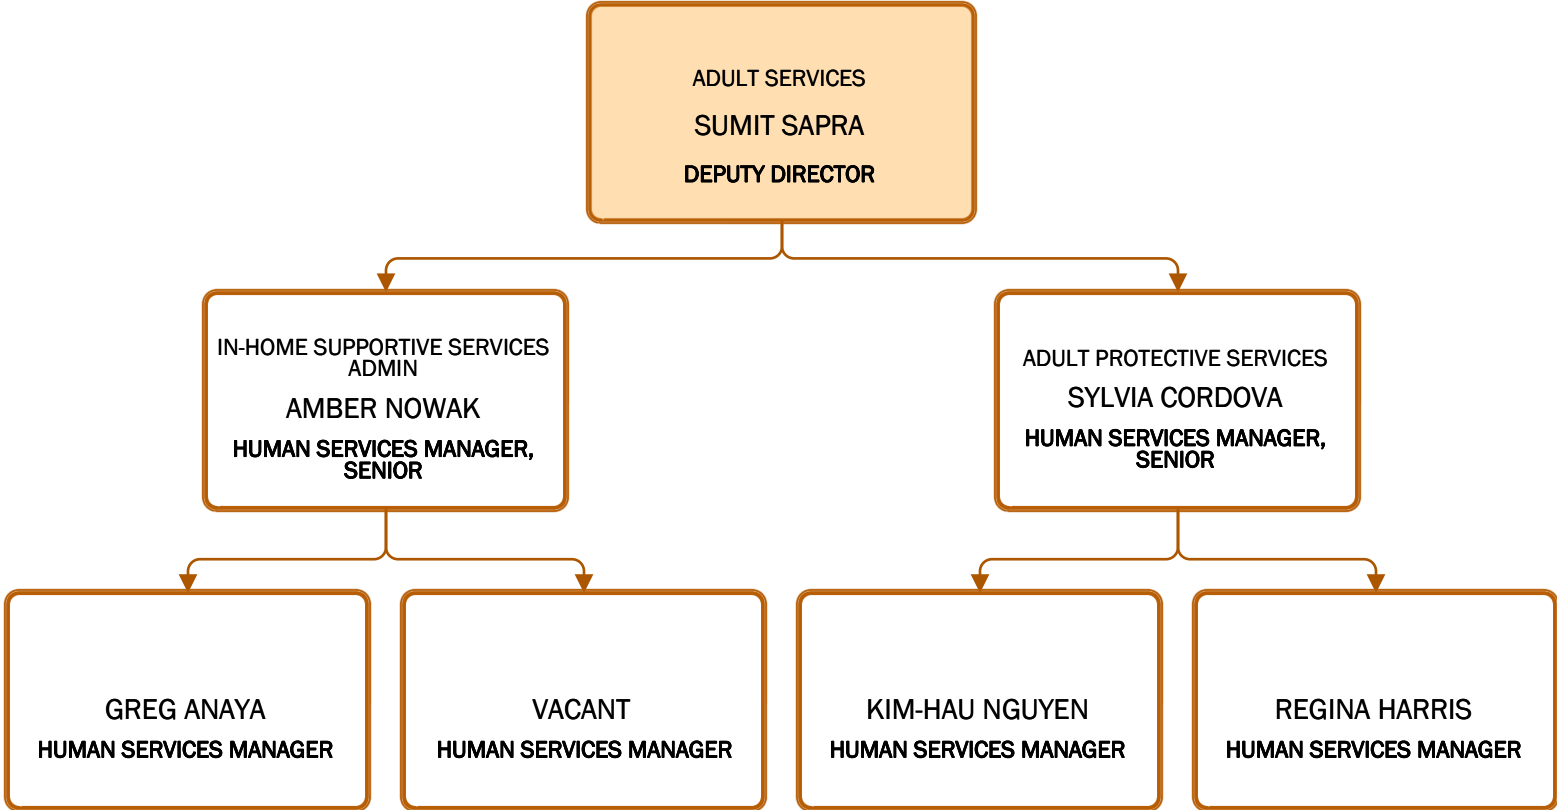 ADULT SERVICES
SUMIT SAPRA
DEPUTY DIRECTOR
IN-HOME SUPPORTIVE SERVICES
ADMIN
AMBER NOWAK
HUMAN SERVICES MANAGER,
SENIOR
ADULT PROTECTIVE SERVICES
SYLVIA CORDOVA
HUMAN SERVICES MANAGER,
SENIOR
GREG ANAYA
HUMAN SERVICES MANAGER
VACANT
HUMAN SERVICES MANAGER
KIM-HAU NGUYEN
HUMAN SERVICES MANAGER
REGINA HARRIS
HUMAN SERVICES MANAGER